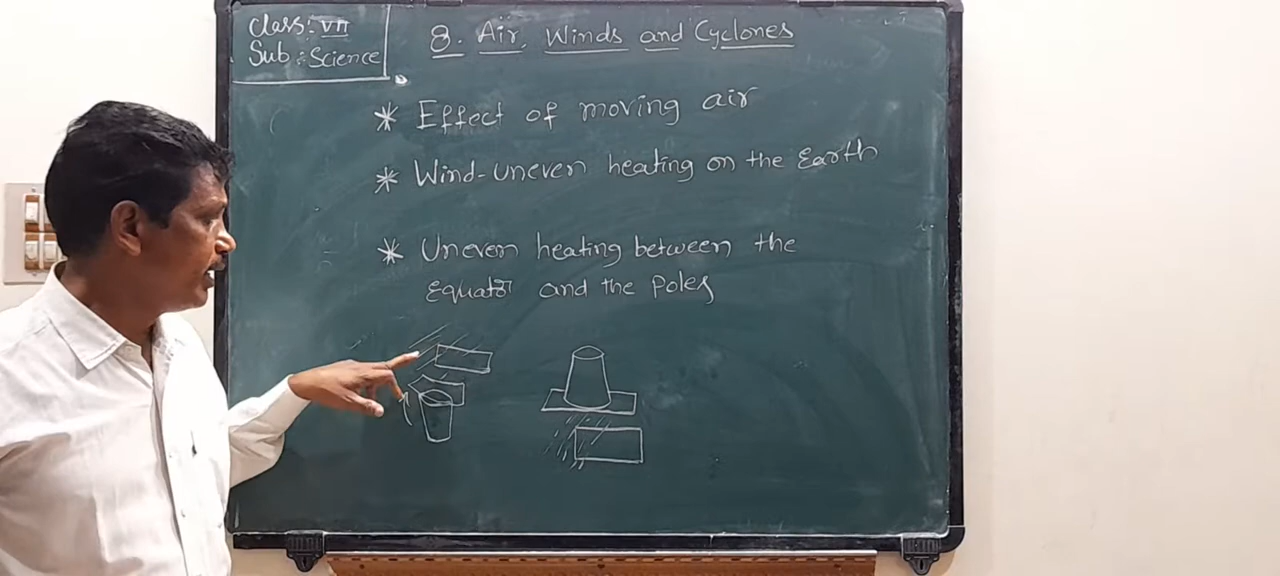 Class: VII
Sub: Science
8. Air, Winds and Cyclones
* Effect of moving air
* Wind-uneven heating on the Earth
* Uneven heating between the
Equator and the Poles